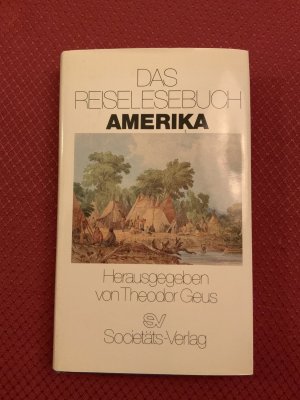 DAS
REISELESEBUCH
AMERIKA
Herausgegeben
von Theodor Geus
sv
Societäts-Verlag